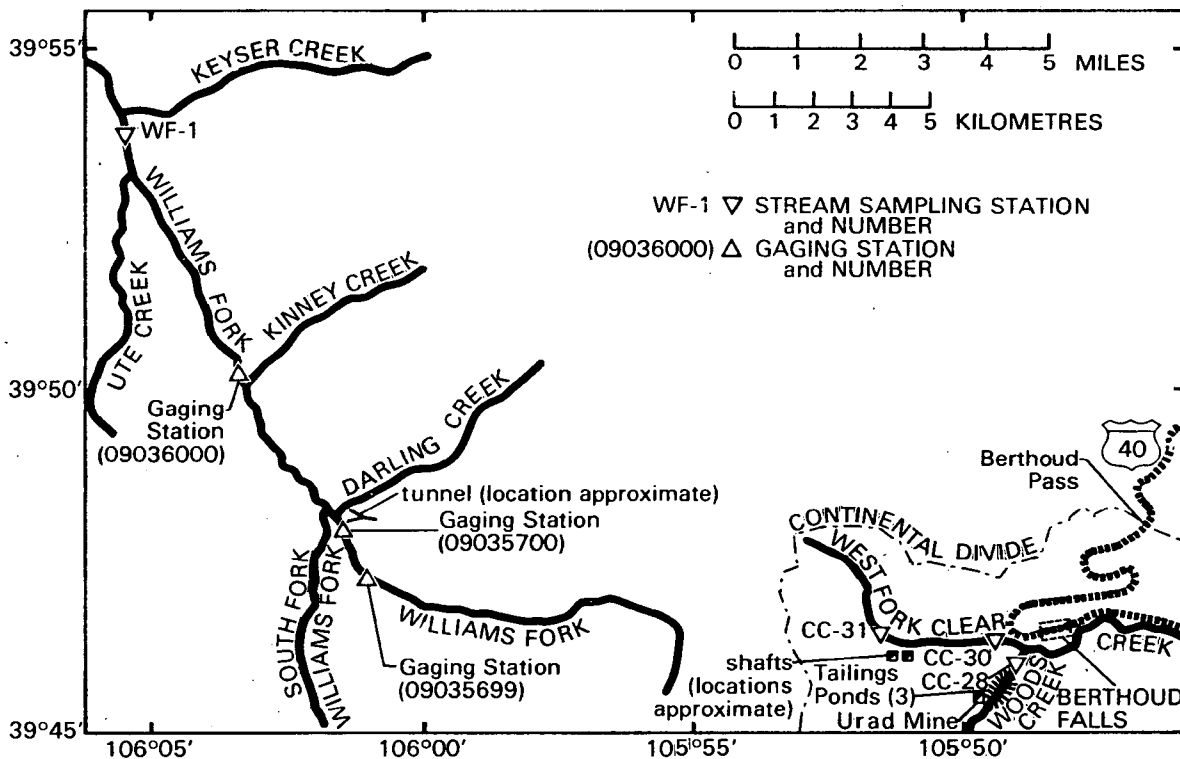 39°55'
KEYSER CREEK
0 1 2 3 4 5 MILES
0 1 2 3 4 5 KILOMETRES
WF-1
WILLIAMS FORK
WF-1 ▽ STREAM SAMPLING STATION
and NUMBER
(09036000) △ GAGING STATION
and NUMBER
UTE CREEK
KINNEY CREEK
39°50'
Gaging
Station
(09036000)
DARLING CREEK
tunnel (location approximate)
Gaging Station
(09035700)
40
Berthoud
Pass
CONTINENTAL DIVIDE
SOUTH FORK
WILLIAMS FORK
WILLIAMS FORK
Gaging Station
(09035699)
WEST FORK CLEAR CREEK
CC-31
CC-30
CC-28
shafts
(locations
approximate)
Tailings
Ponds (3)
Urad Mine
WOODS CREEK
BERTHOUD
FALLS
39°45'
106°05'
106°00'
105°55'
105°50'